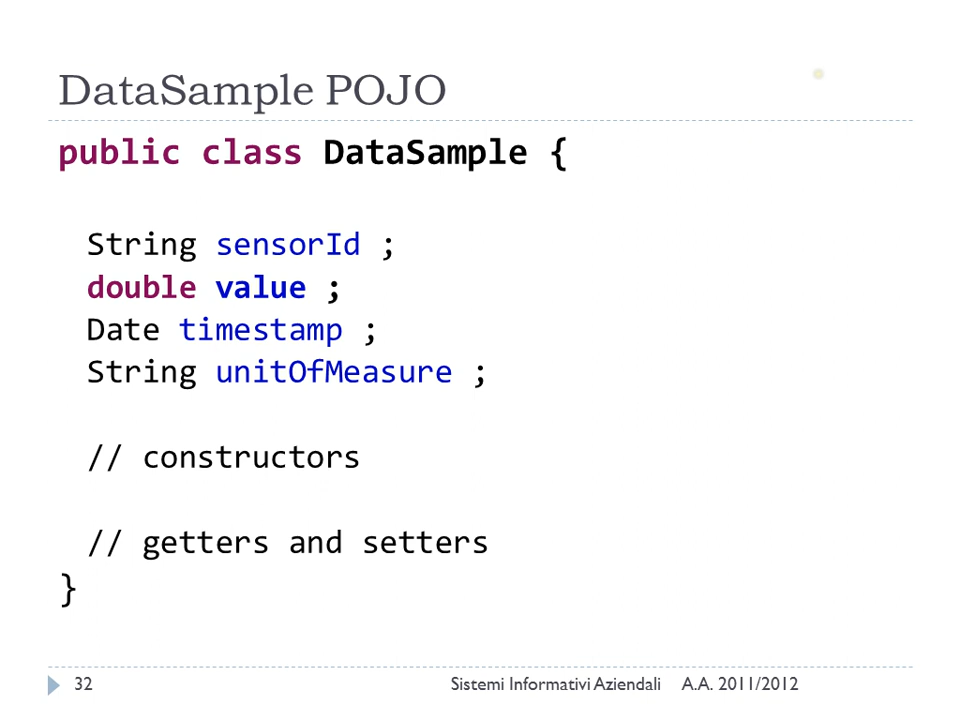 DataSample POJO
public class DataSample {
String sensorId ;
double value ;
Date timestamp ;
String unitOfMeasure ;
// constructors
// getters and setters
}
32 Sistemi Informativi Aziendali A.A. 2011/2012